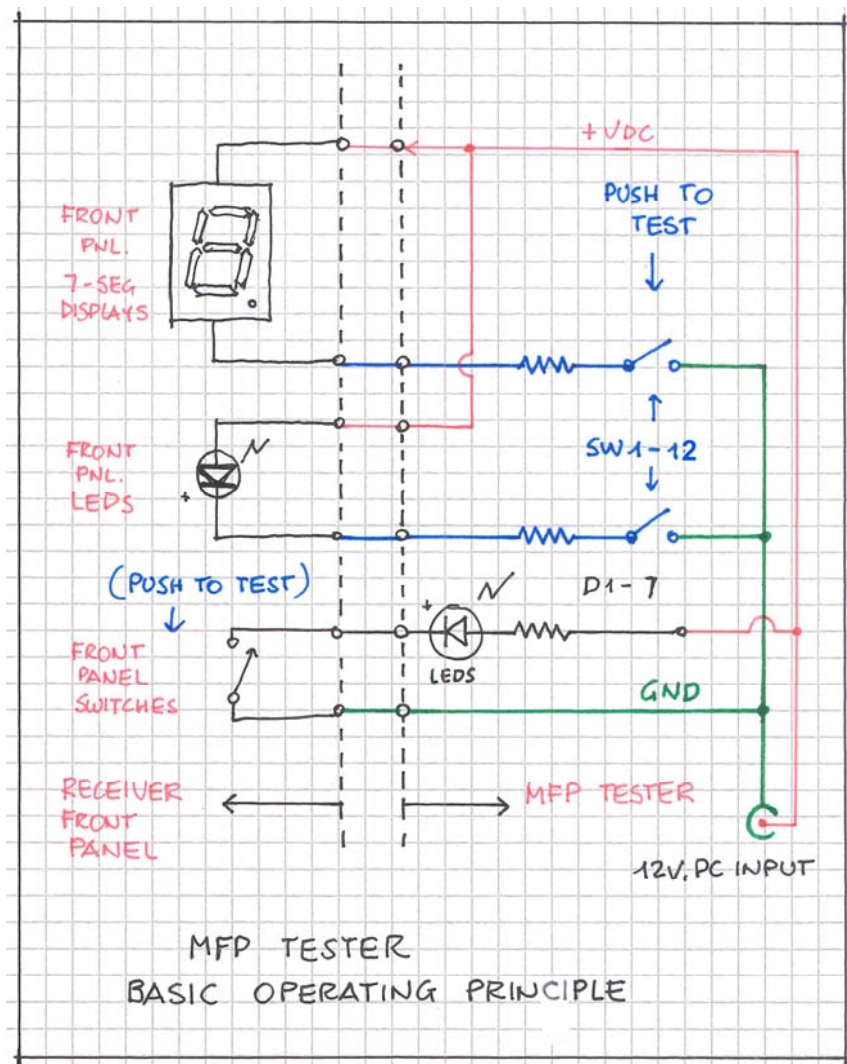 +VDC
PUSH TO
TEST
FRONT
PNL.
7-SEG
DISPLAYS
FRONT
PNL.
LEDS
+
SW1-12
(PUSH TO TEST)
D1-7
+
LEDS
FRONT
PANEL
SWITCHES
GND
RECEIVER
FRONT
PANEL
MFP TESTER
12V.PC INPUT
MFP TESTER
BASIC OPERATING PRINCIPLE